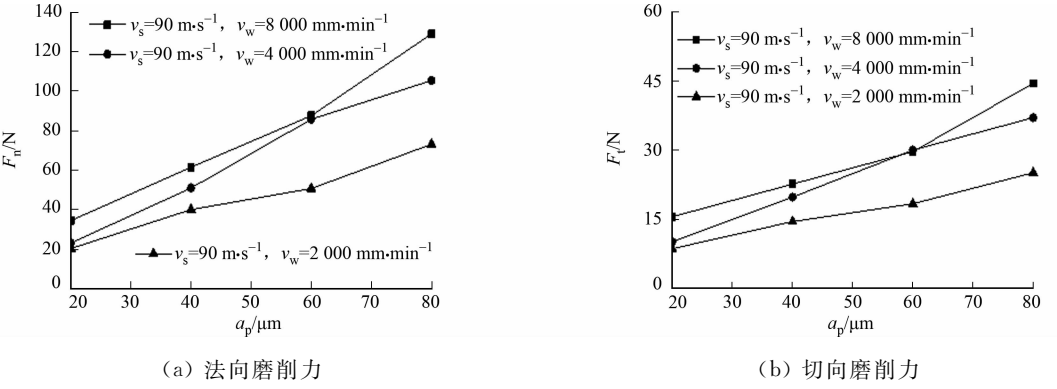 140
120
100
80
60
40
20
0
Fn/N
vs=90 m·s−1，vw=8 000 mm·min−1
vs=90 m·s−1，vw=4 000 mm·min−1
vs=90 m·s−1，vw=2 000 mm·min−1
20 30 40 50 60 70 80
ap/μm
(a) 法向磨削力
60
45
30
15
0
Ft/N
vs=90 m·s−1，vw=8 000 mm·min−1
vs=90 m·s−1，vw=4 000 mm·min−1
vs=90 m·s−1，vw=2 000 mm·min−1
20 30 40 50 60 70 80
ap/μm
(b) 切向磨削力